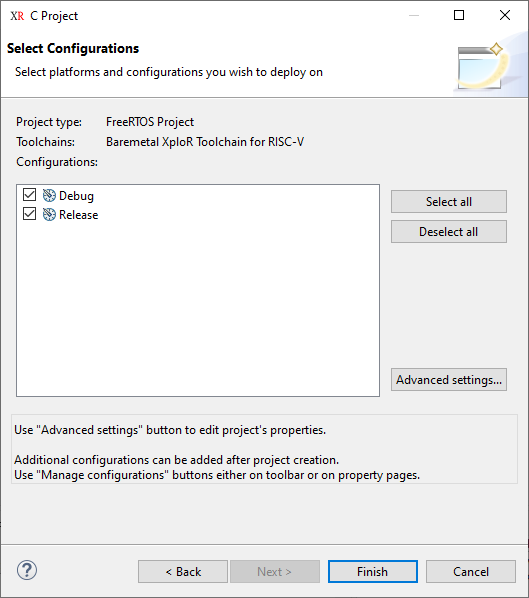 XR C Project
Select Configurations
Select platforms and configurations you wish to deploy on
Project type: FreeRTOS Project
Toolchains: Baremetal XploR Toolchain for RISC-V
Configurations:
Debug
Release
Select all
Deselect all
Advanced settings...
Use "Advanced settings" button to edit project's properties.
Additional configurations can be added after project creation.
Use "Manage configurations" buttons either on toolbar or on property pages.
? < Back Next > Finish Cancel